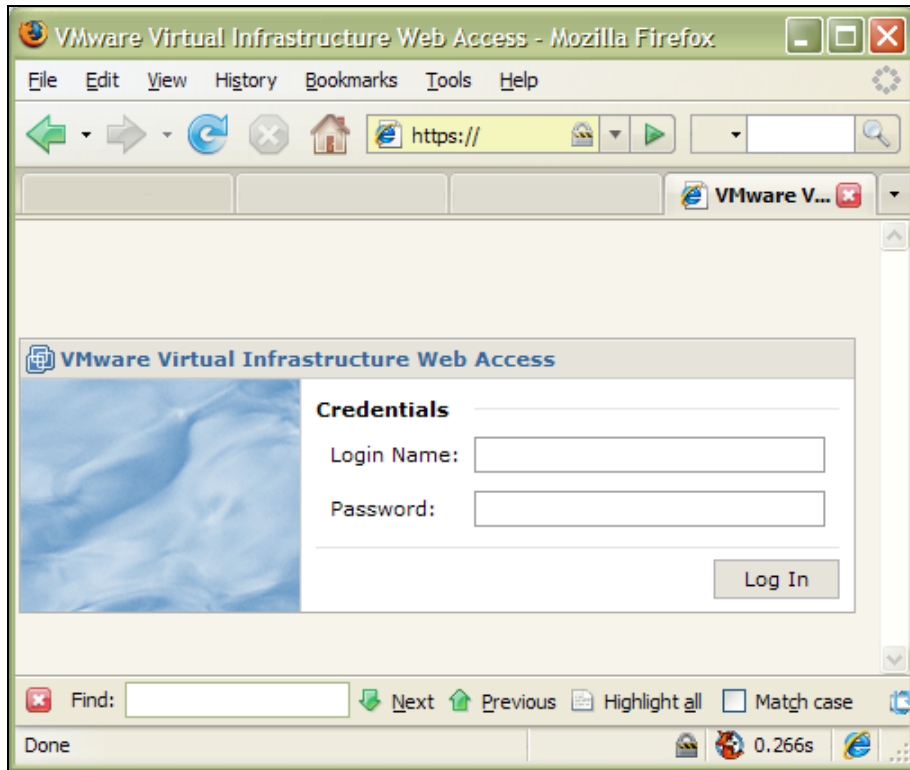 VMware Virtual Infrastructure Web Access - Mozilla Firefox
File Edit View History Bookmarks Tools Help
https://
VMware V...
VMware Virtual Infrastructure Web Access
Credentials
Login Name:
Password:
Log In
Find: Next Previous Highlight all Match case
Done 0.266s